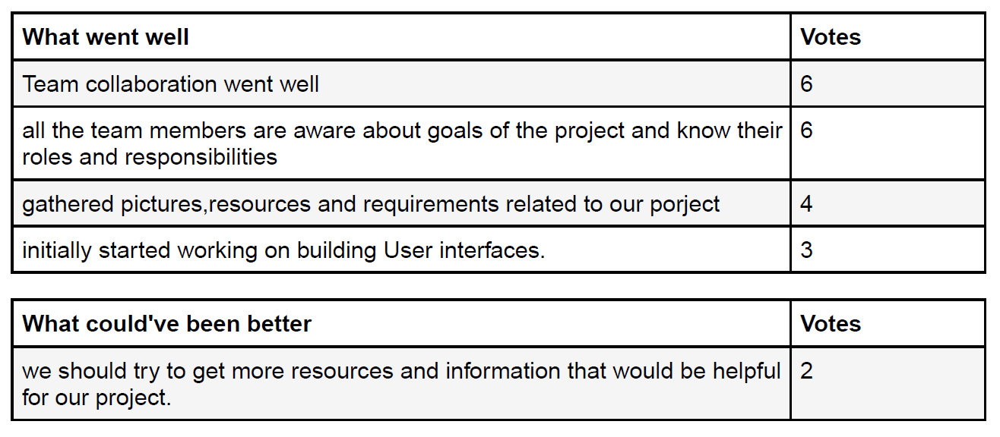 What went well Votes
Team collaboration went well 6
all the team members are aware about goals of the project and know their 6
roles and responsibilities
gathered pictures,resources and requirements related to our porject 4
initially started working on building User interfaces. 3
What could've been better Votes
we should try to get more resources and information that would be helpful 2
for our project.